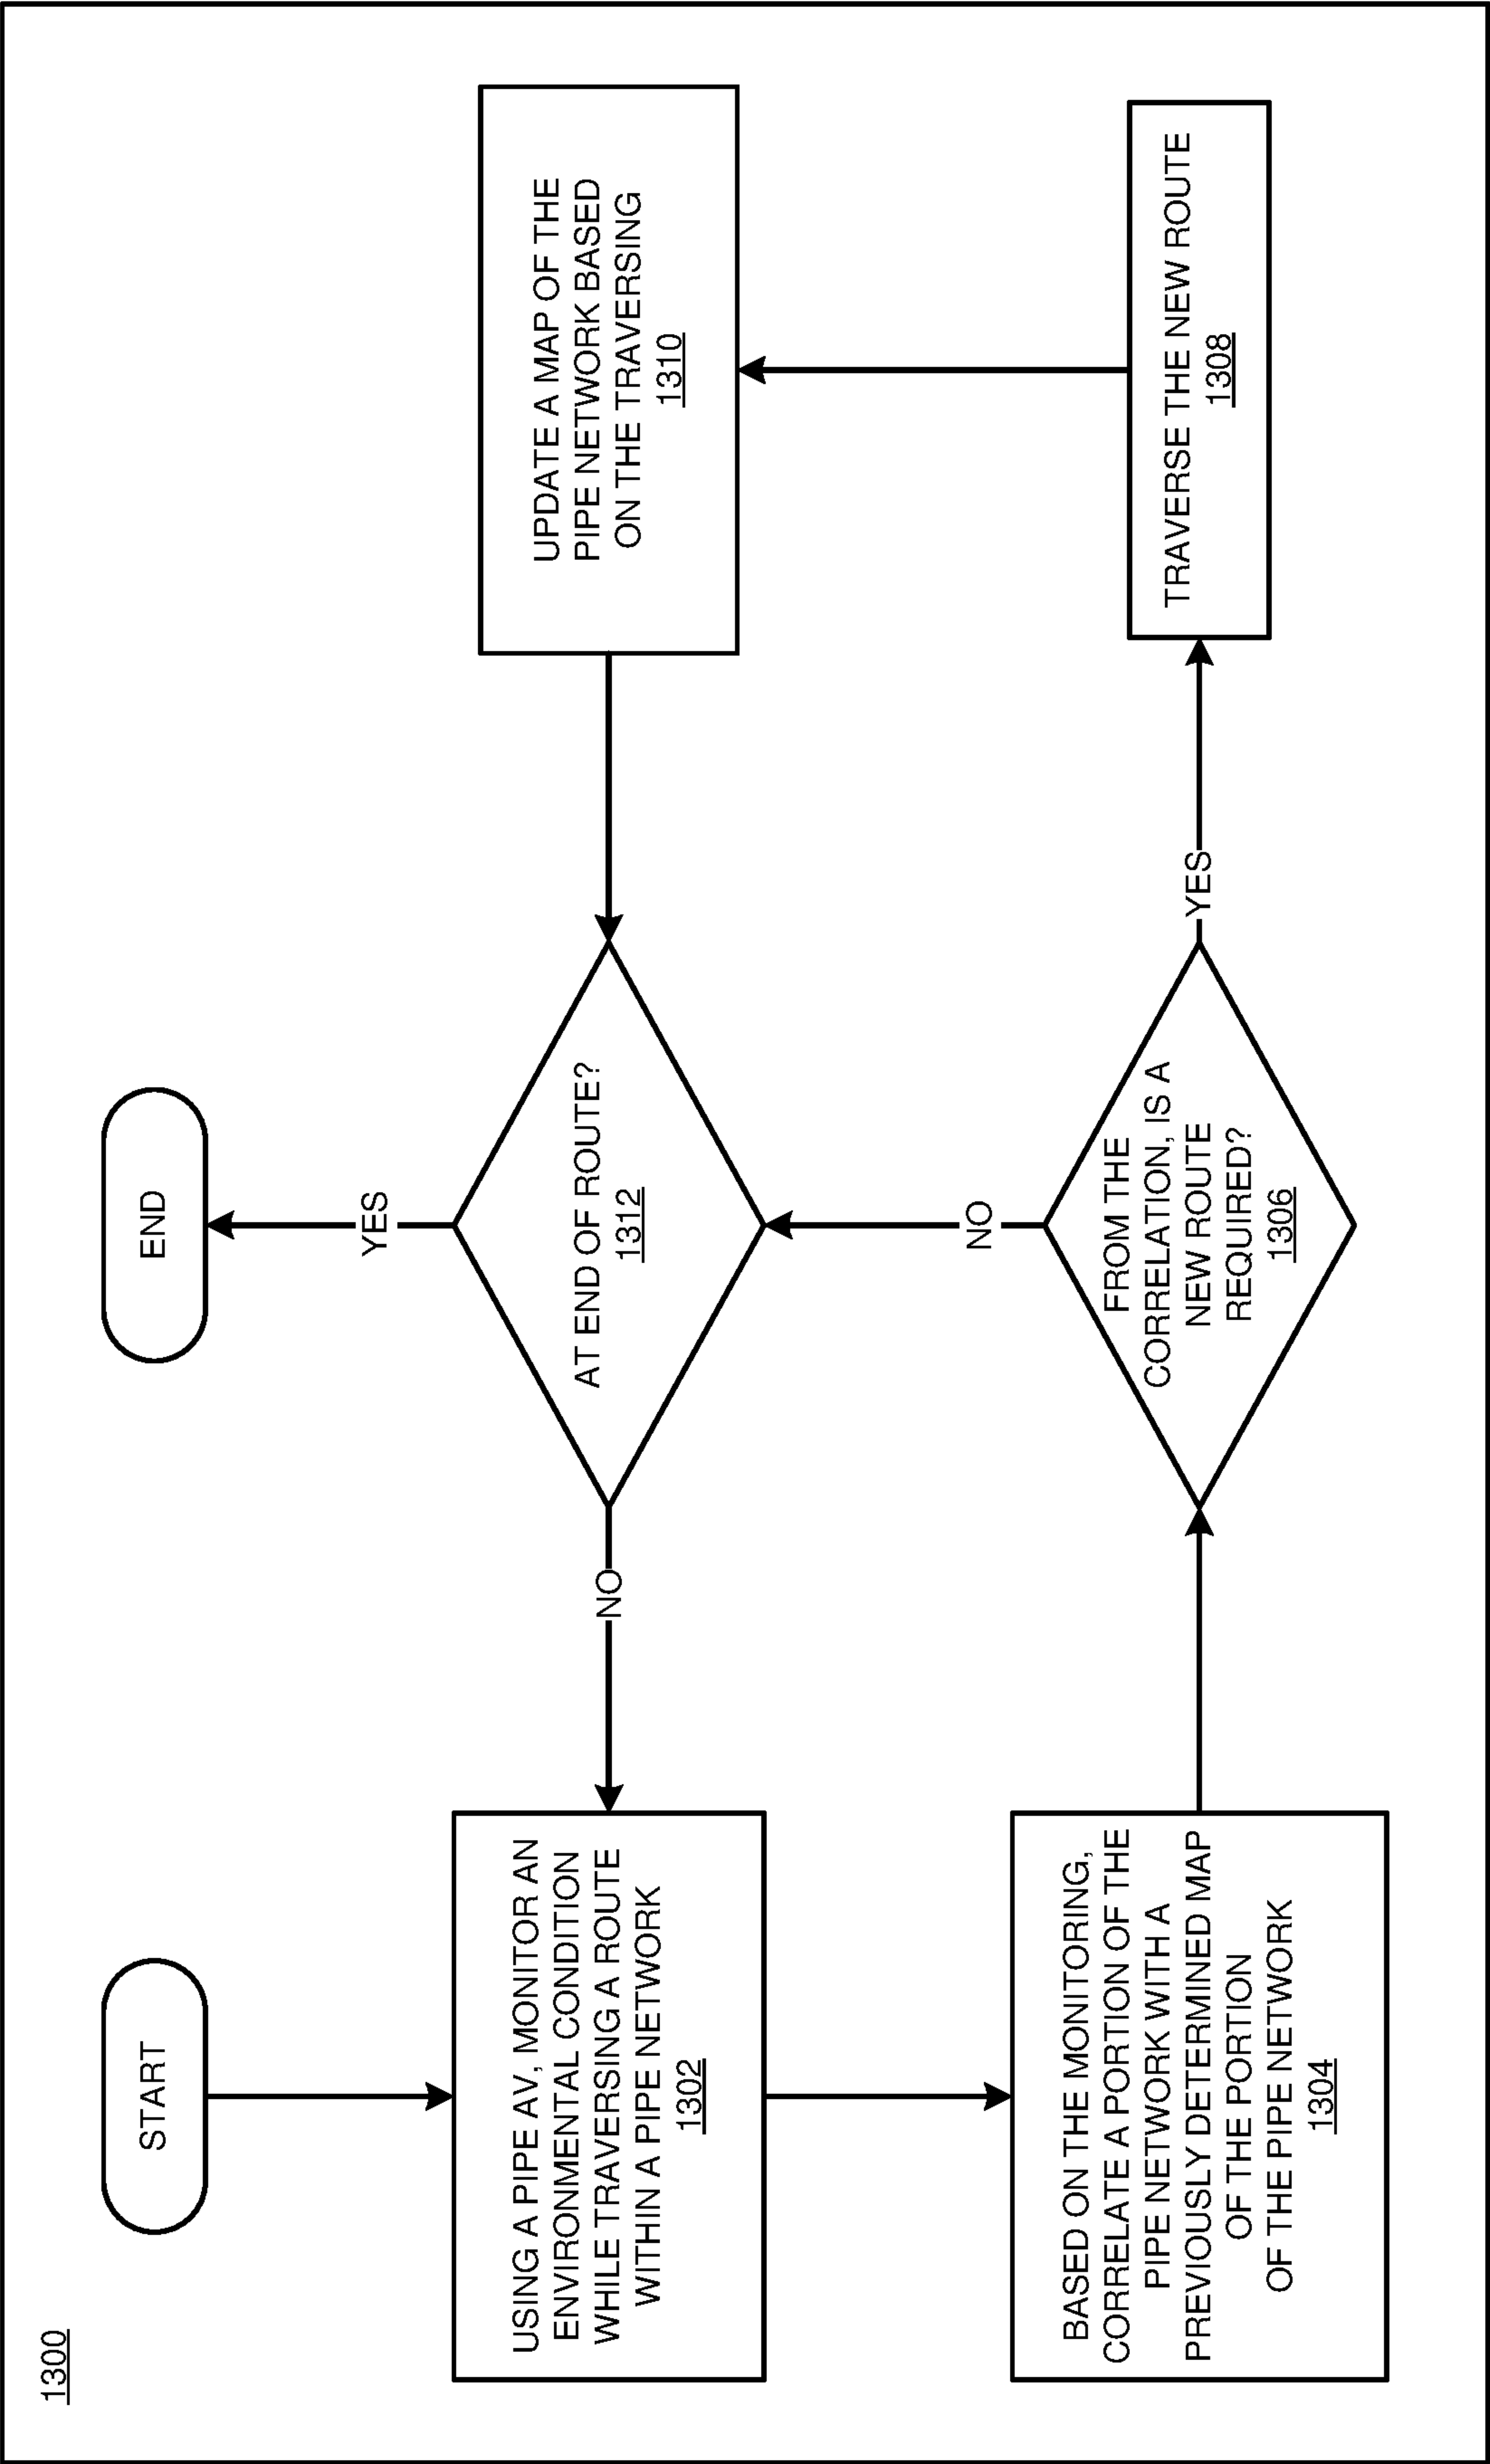 1300
START
USING A PIPE AV, MONITOR AN
ENVIRONMENTAL CONDITION
WHILE TRAVERSING A ROUTE
WITHIN A PIPE NETWORK
1302
BASED ON THE MONITORING,
CORRELATE A PORTION OF THE
PIPE NETWORK WITH A
PREVIOUSLY DETERMINED MAP
OF THE PORTION
OF THE PIPE NETWORK
1304
FROM THE
CORRELATION, IS A
NEW ROUTE
REQUIRED?
1306
YES
NO
TRAVERSE THE NEW ROUTE
1308
UPDATE A MAP OF THE
PIPE NETWORK BASED
ON THE TRAVERSING
1310
AT END OF ROUTE?
1312
NO
YES
END